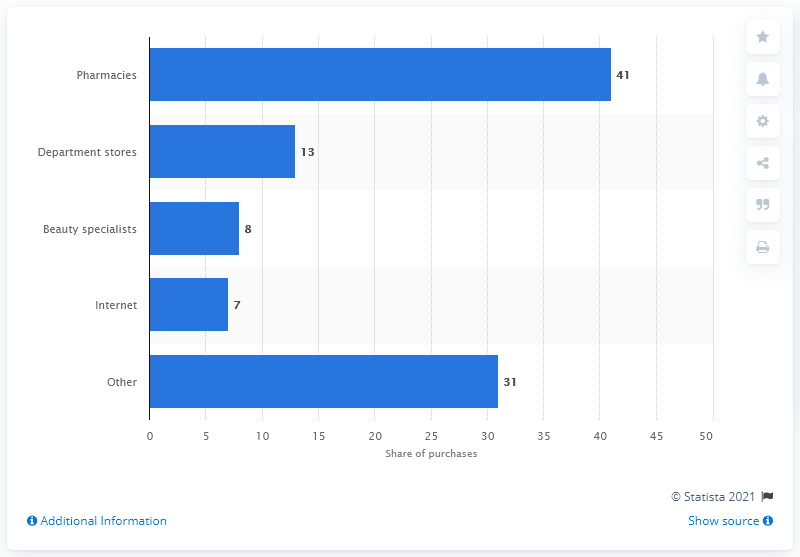 Pharmacies 41
Department stores 13
Beauty specialists 8
Internet 7
Other 31
0 5 10 15 20 25 30 35 40 45 50
Share of purchases
© Statista 2021
Additional Information
Show source